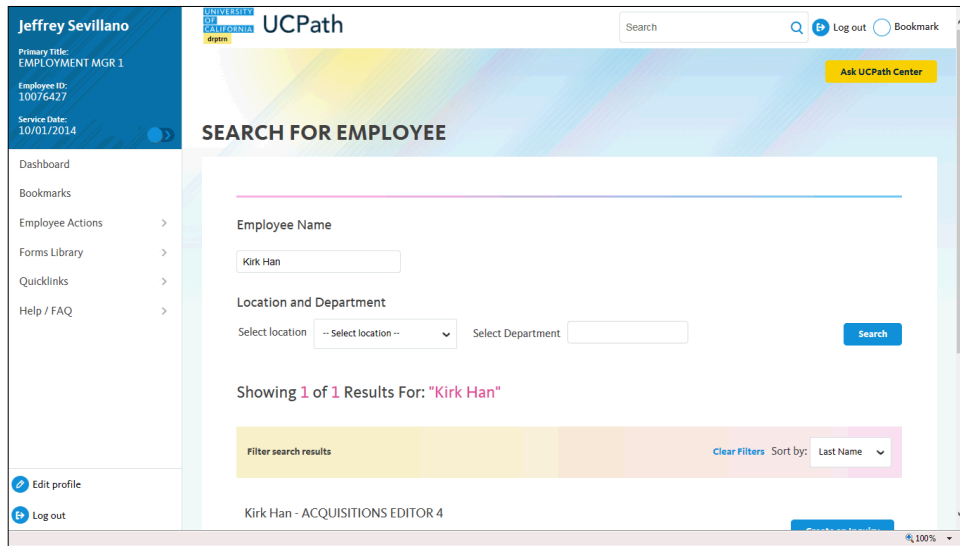 Jeffrey Sevillano
Primary Title:
EMPLOYMENT MGR 1
Employee ID:
10076427
Service Date:
10/01/2014
Dashboard
Bookmarks
Employee Actions
Forms Library
Quicklinks
Help / FAQ
Edit profile
Log out
UNIVERSITY
OF
CALIFORNIA
drptrn
UCPath
Search
Log out
Bookmark
Ask UCPath Center
SEARCH FOR EMPLOYEE
Employee Name
Kirk Han
Location and Department
Select location
-- Select location --
Select Department
Search
Showing 1 of 1 Results For: "Kirk Han"
Filter search results
Clear Filters
Sort by:
Last Name
Kirk Han - ACQUISITIONS EDITOR 4
Create an Inquiry
100%